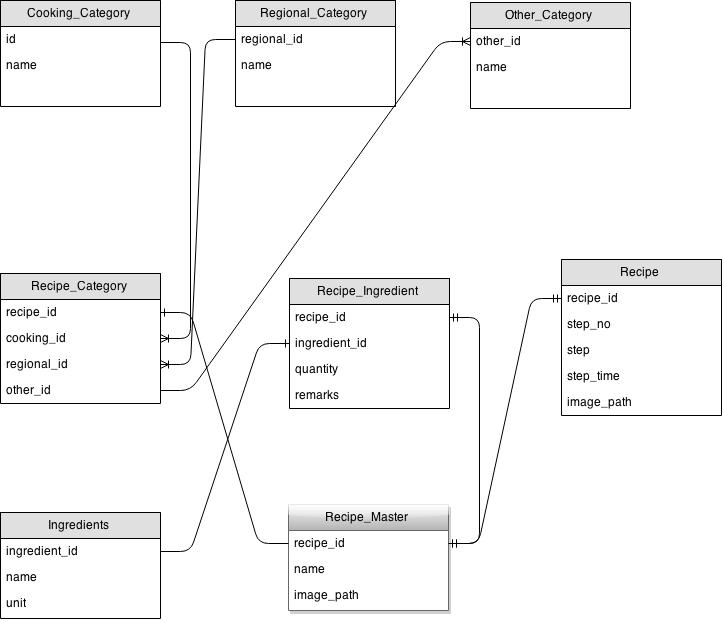 Cooking_Category
id
name
Regional_Category
regional_id
name
Other_Category
other_id
name
Recipe_Category
recipe_id
cooking_id
regional_id
other_id
Recipe_Ingredient
recipe_id
ingredient_id
quantity
remarks
Recipe
recipe_id
step_no
step
step_time
image_path
Ingredients
ingredient_id
name
unit
Recipe_Master
recipe_id
name
image_path